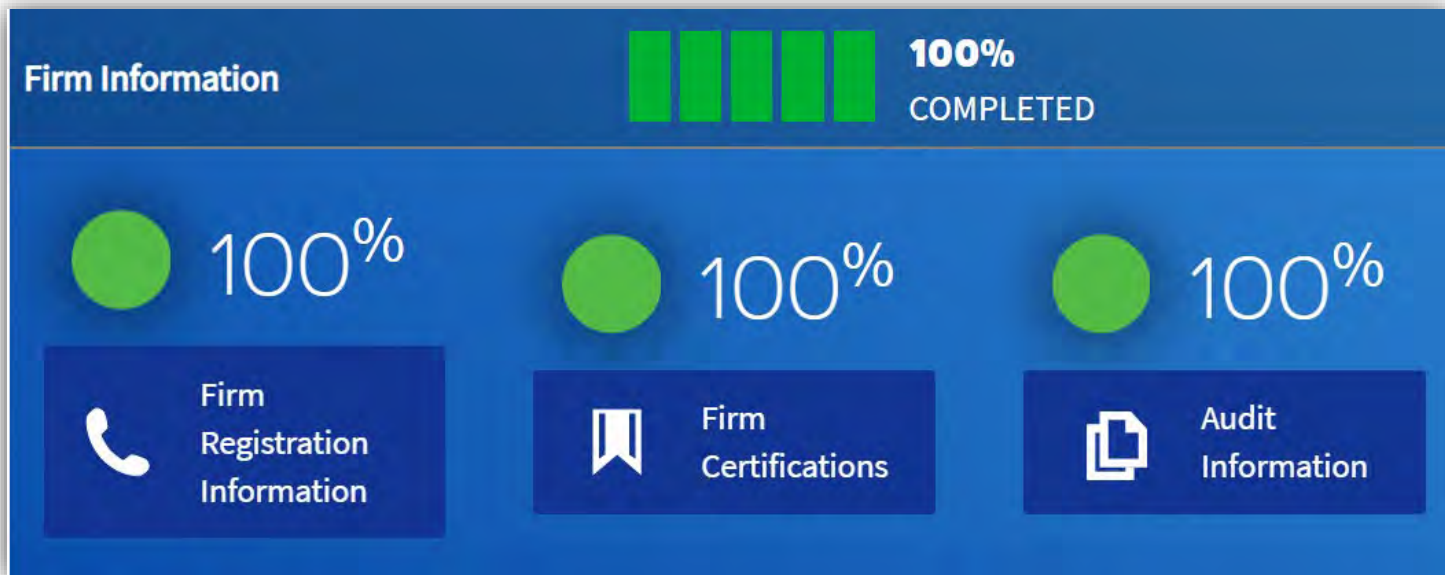 Firm Information
100%
COMPLETED
100%
Firm
Registration
Information
100%
Firm
Certifications
100%
Audit
Information